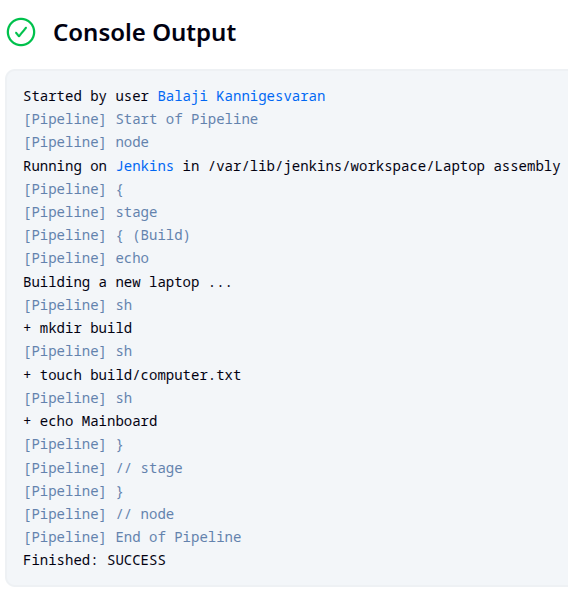 Console Output
Started by user Balaji Kannigesvaran
[Pipeline] Start of Pipeline
[Pipeline] node
Running on Jenkins in /var/lib/jenkins/workspace/Laptop assembly
[Pipeline] {
[Pipeline] stage
[Pipeline] { (Build)
[Pipeline] echo
Building a new laptop ...
[Pipeline] sh
+ mkdir build
[Pipeline] sh
+ touch build/computer.txt
[Pipeline] sh
+ echo Mainboard
[Pipeline] }
[Pipeline] // stage
[Pipeline] }
[Pipeline] // node
[Pipeline] End of Pipeline
Finished: SUCCESS